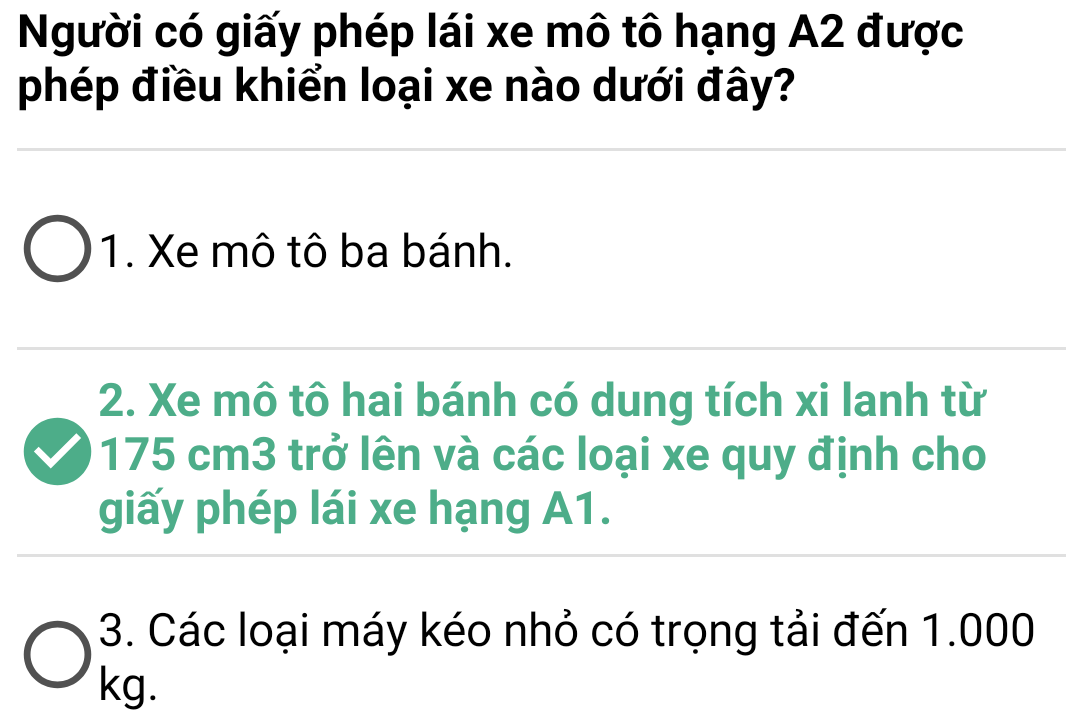 Người có giấy phép lái xe mô tô hạng A2 được
phép điều khiển loại xe nào dưới đây?
1. Xe mô tô ba bánh.
2. Xe mô tô hai bánh có dung tích xi lanh từ
175 cm3 trở lên và các loại xe quy định cho
giấy phép lái xe hạng A1.
3. Các loại máy kéo nhỏ có trọng tải đến 1.000
kg.